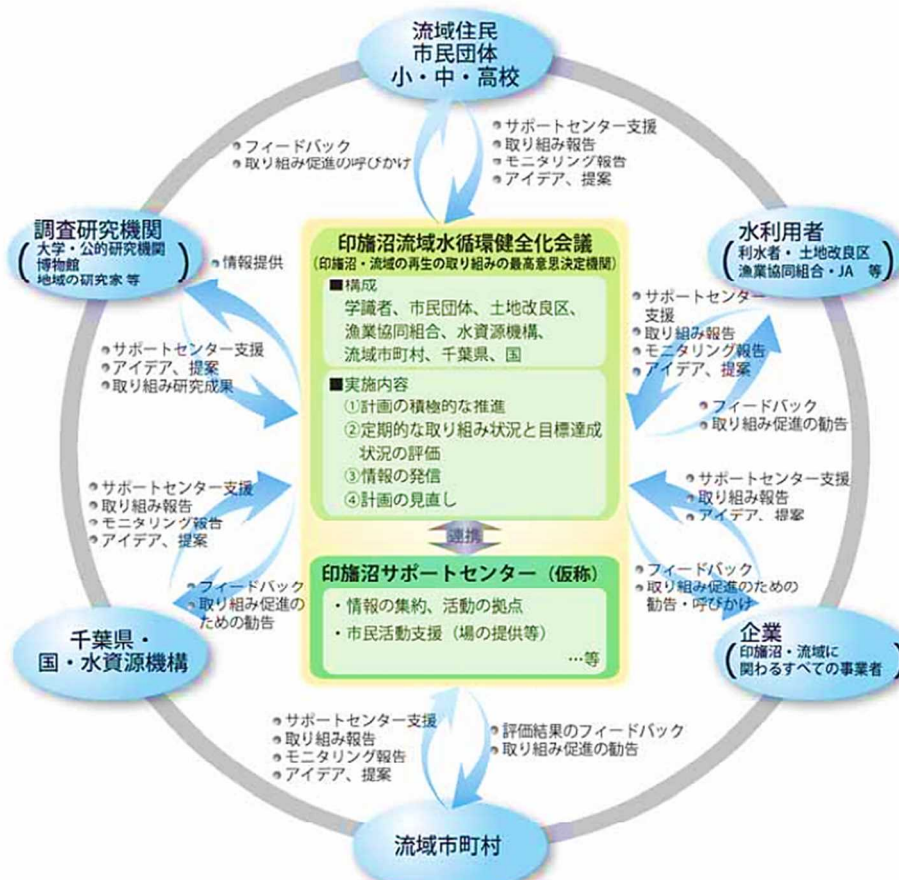 流域住民
市民団体
小・中・高校
フィードバック
取り組み促進の呼びかけ
サポートセンター支援
取り組み報告
モニタリング報告
アイデア、提案
調査研究機関
(大学・公的研究機関
博物館
地域の研究家 等)
情報提供
サポートセンター支援
アイデア、提案
取り組み研究成果
水利用者
(利水者・土地改良区
漁業協同組合・JA 等)
サポートセンター
支援
取り組み報告
モニタリング報告
アイデア、提案
フィードバック
取り組み促進の勧告
印旛沼流域水循環健全化会議
(印旛沼・流域の再生の取り組みの最高意思決定機関)
■構成
学識者、市民団体、土地改良区、
漁業協同組合、水資源機構、
流域市町村、千葉県、国
■実施内容
①計画の積極的な推進
②定期的な取り組み状況と目標達成
状況の評価
③情報の発信
④計画の見直し
連携
印旛沼サポートセンター(仮称)
・情報の集約、活動の拠点
・市民活動支援(場の提供等)
…等
サポートセンター支援
取り組み報告
モニタリング報告
アイデア、提案
フィードバック
取り組み促進の
ための勧告
千葉県・
国・水資源機構
サポートセンター支援
取り組み報告
アイデア、提案
フィードバック
取り組み促進のための
勧告・呼びかけ
企業
(印旛沼・流域に
関わるすべての事業者)
サポートセンター支援
取り組み報告
モニタリング報告
アイデア、提案
評価結果のフィードバック
取り組み促進の勧告
流域市町村